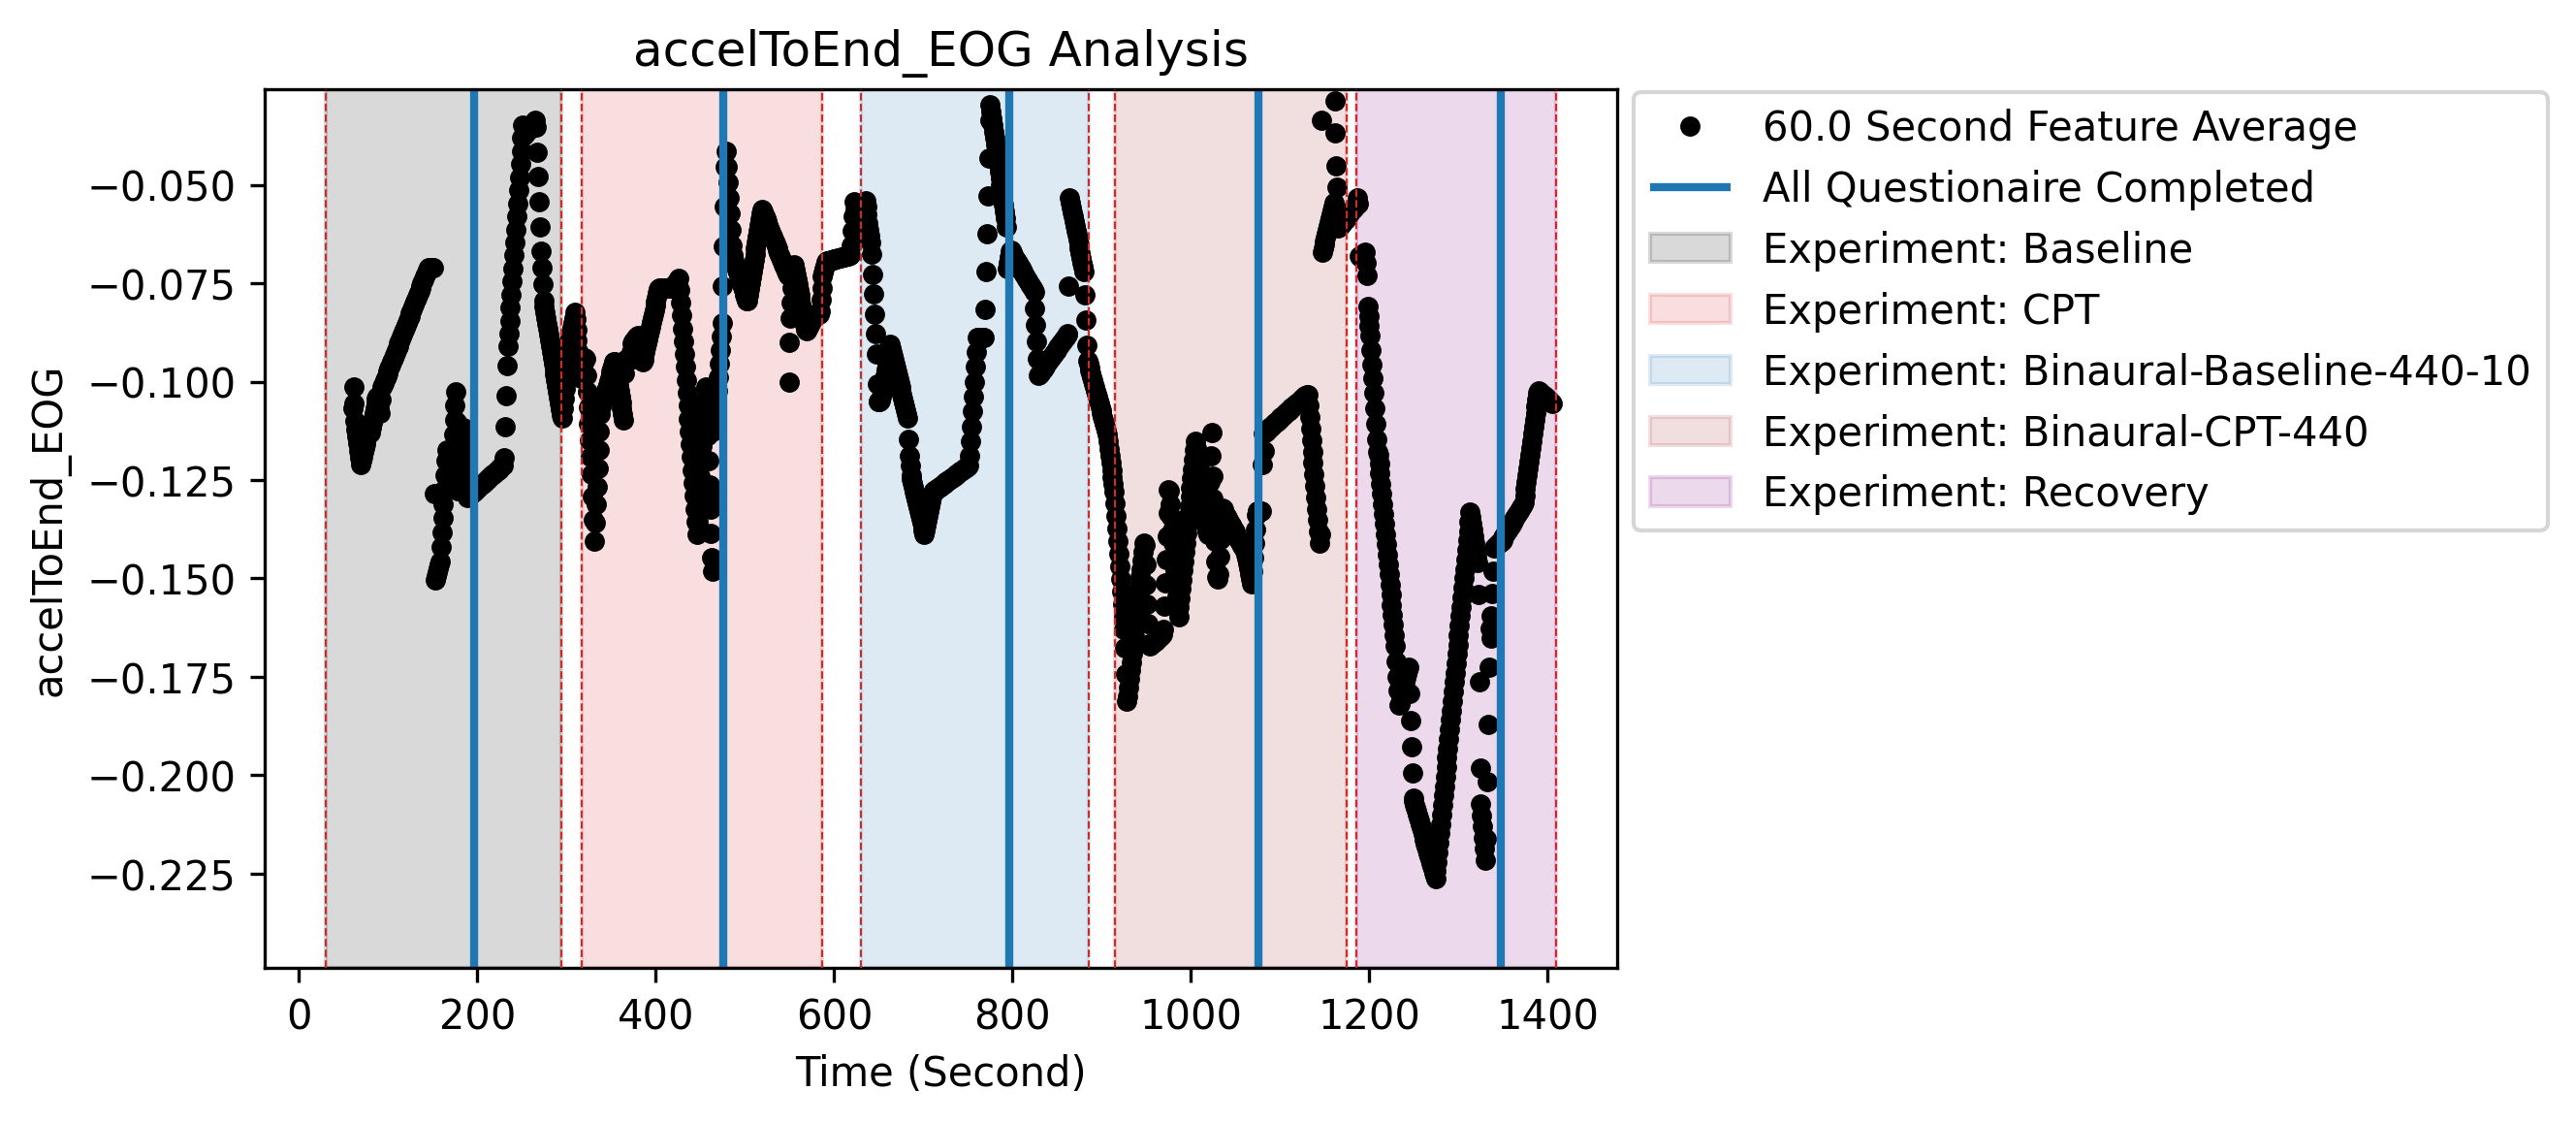 accelToEnd_EOG Analysis
accelToEnd_EOG
−0.050
−0.075
−0.100
−0.125
−0.150
−0.175
−0.200
−0.225
0 200 400 600 800 1000 1200 1400
Time (Second)
60.0 Second Feature Average
All Questionaire Completed
Experiment: Baseline
Experiment: CPT
Experiment: Binaural-Baseline-440-10
Experiment: Binaural-CPT-440
Experiment: Recovery